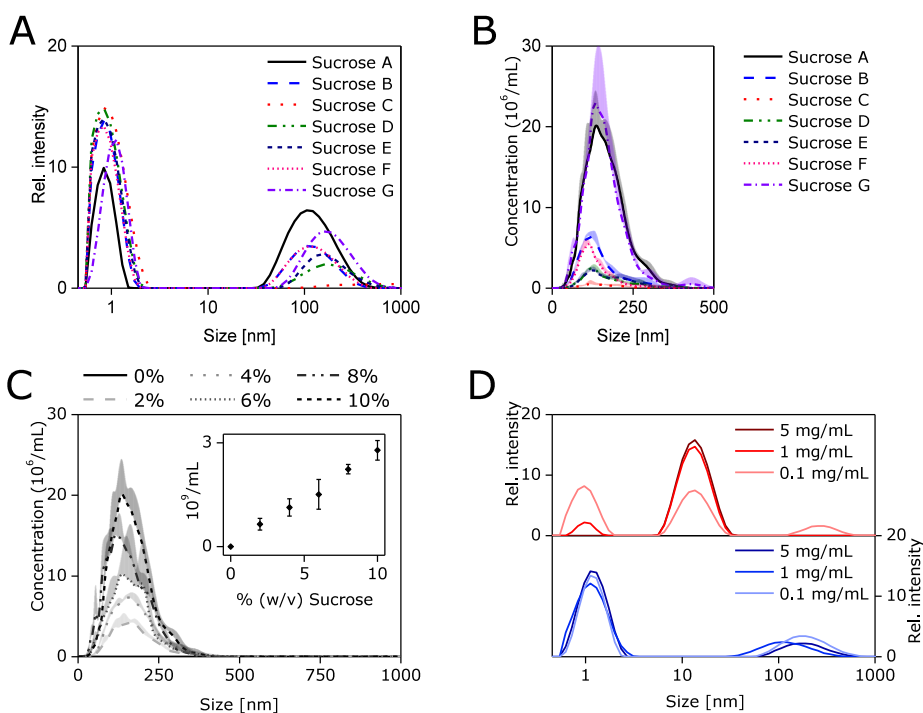 A
20
10
0
Rel. intensity
1
10
100
1000
Size [nm]
Sucrose A
Sucrose B
Sucrose C
Sucrose D
Sucrose E
Sucrose F
Sucrose G
B
30
20
10
0
Concentration (10⁶/mL)
0
250
500
Size [nm]
Sucrose A
Sucrose B
Sucrose C
Sucrose D
Sucrose E
Sucrose F
Sucrose G
C
0%
4%
8%
2%
6%
10%
30
20
10
0
Concentration (10⁶/mL)
0
250
500
750
1000
Size [nm]
3
0
10⁹/mL
0
5
10
% (w/v) Sucrose
D
20
10
0
Rel. intensity
5 mg/mL
1 mg/mL
0.1 mg/mL
20
10
0
Rel. intensity
5 mg/mL
1 mg/mL
0.1 mg/mL
1
10
100
1000
Size [nm]